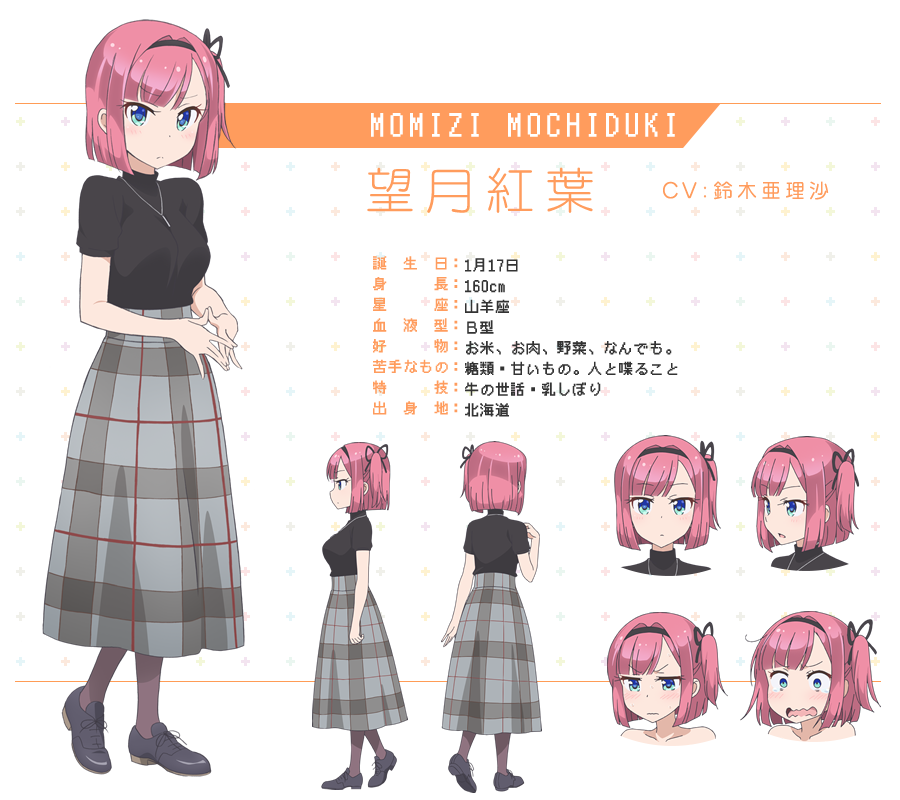 MOMIZI MOCHIDUKI
望月紅葉
CV:鈴木亜理沙
誕生日:1月17日
身長:160cm
星座:山羊座
血液型:B型
好物:お米、お肉、野菜、なんでも。
苦手なもの:麺類・甘いもの。人と喋ること
特技:牛の世話・乳しぼり
出身地:北海道